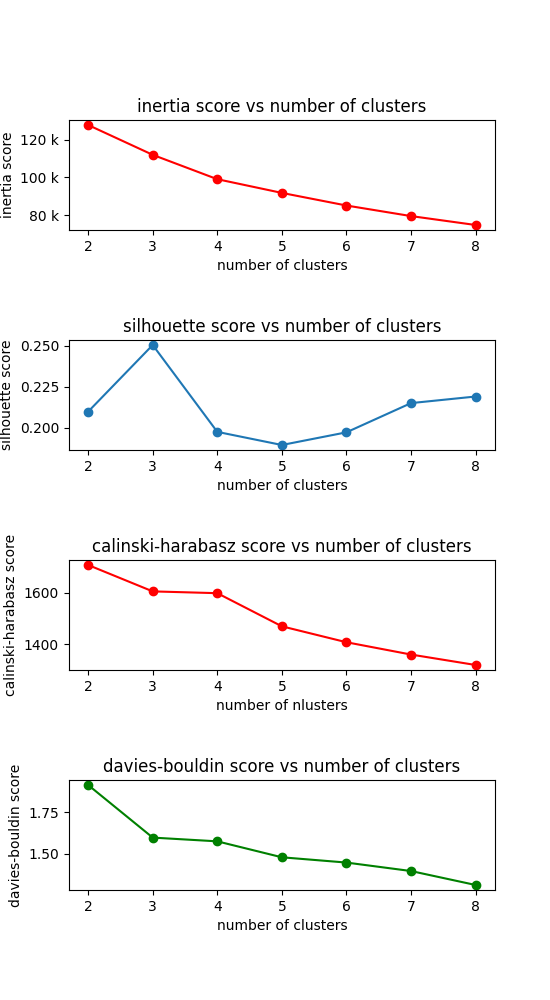 inertia score vs number of clusters
inertia score
120 k
100 k
80 k
2 3 4 5 6 7 8
number of clusters
silhouette score vs number of clusters
silhouette score
0.250
0.225
0.200
2 3 4 5 6 7 8
number of clusters
calinski-harabasz score vs number of clusters
calinski-harabasz score
1600
1400
2 3 4 5 6 7 8
number of nlusters
davies-bouldin score vs number of clusters
davies-bouldin score
1.75
1.50
2 3 4 5 6 7 8
number of clusters